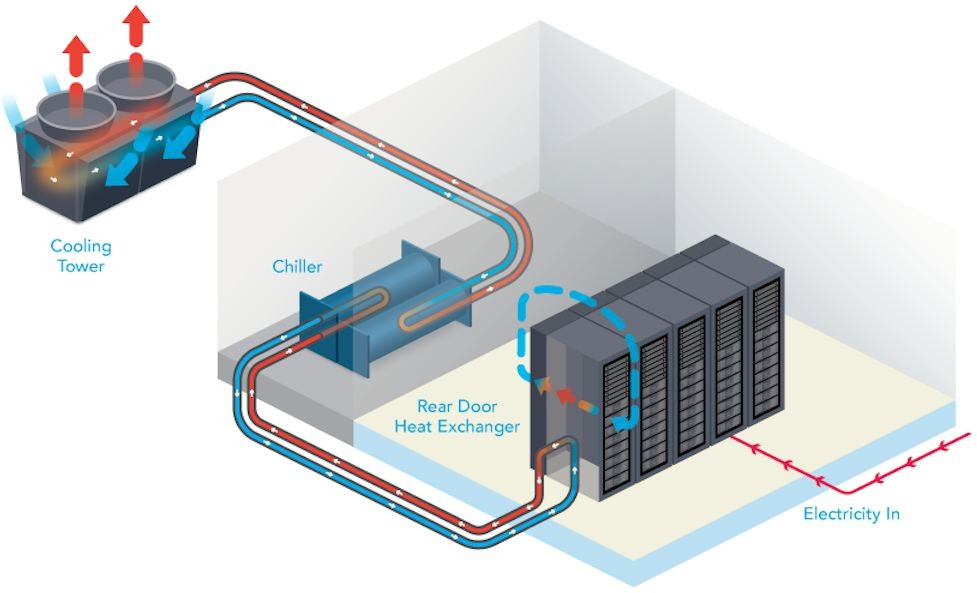 Cooling
Tower
Chiller
Rear Door
Heat Exchanger
Electricity In